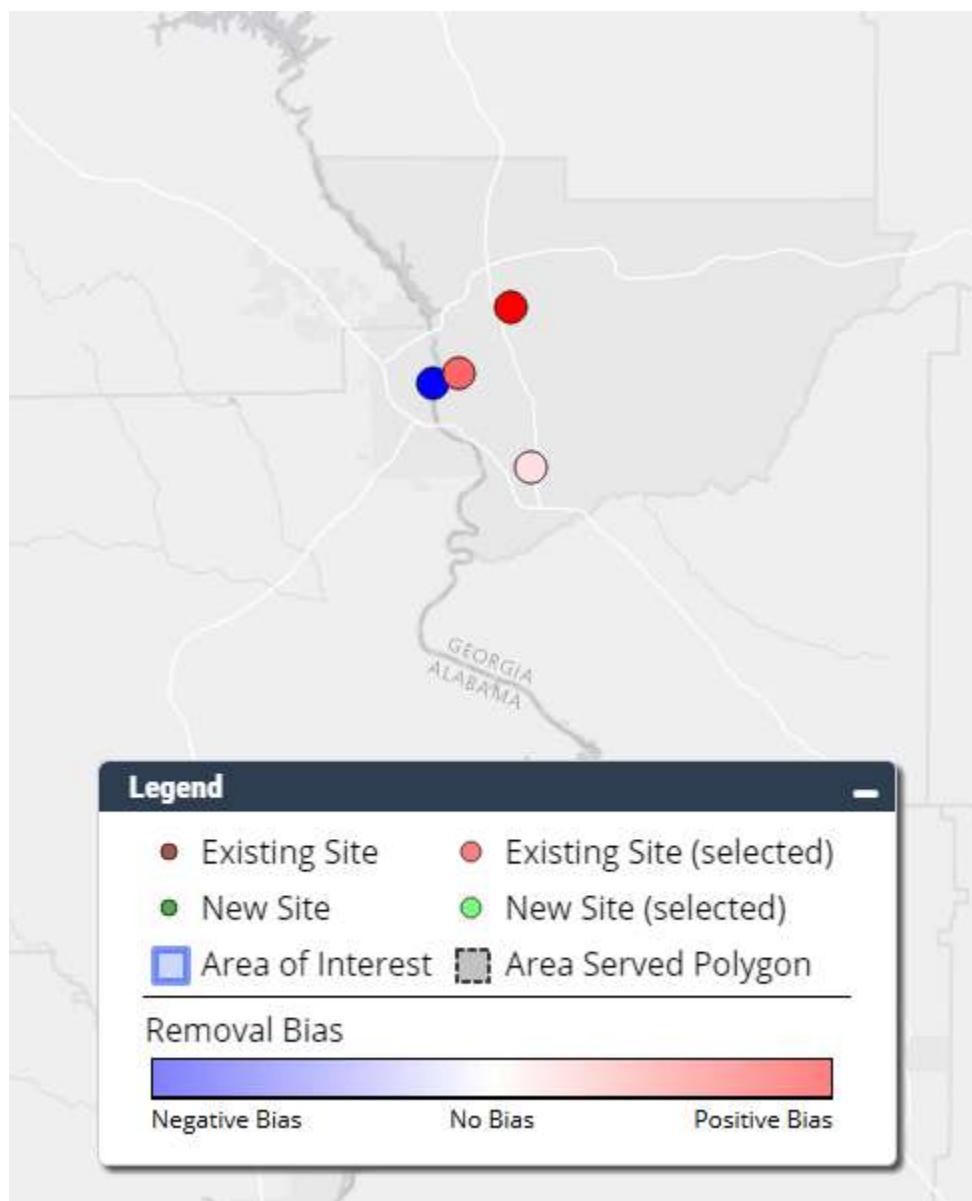 GEORGIA
ALABAMA
Legend
Existing Site
Existing Site (selected)
New Site
New Site (selected)
Area of Interest
Area Served Polygon
Removal Bias
Negative Bias
No Bias
Positive Bias